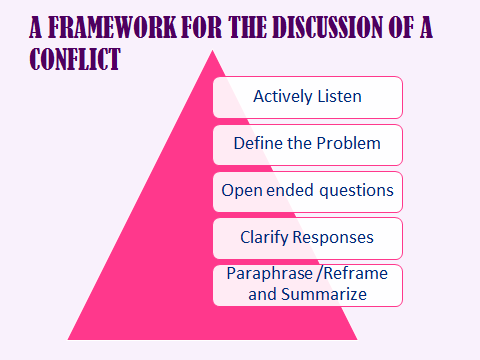 A FRAMEWORK FOR THE DISCUSSION OF A
CONFLICT
Actively Listen
Define the Problem
Open ended questions
Clarify Responses
Paraphrase /Reframe
and Summarize